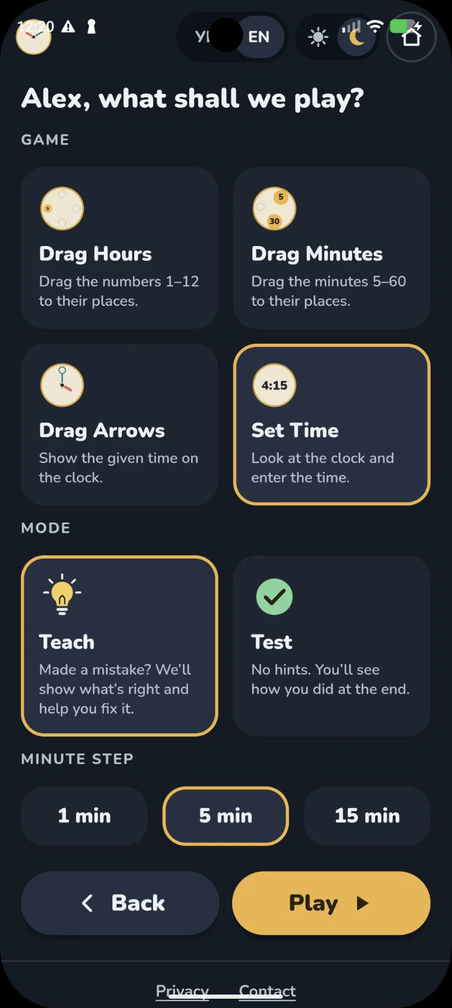 12:20
EN
Alex, what shall we play?
GAME
5
30
Drag Hours
Drag the numbers 1–12
to their places.
Drag Minutes
Drag the minutes 5–60
to their places.
4:15
Drag Arrows
Show the given time on
the clock.
Set Time
Look at the clock and
enter the time.
MODE
Teach
Made a mistake? We’ll
show what’s right and
help you fix it.
Test
No hints. You’ll see
how you did at the end.
MINUTE STEP
1 min
5 min
15 min
Back
Play
Privacy
Contact